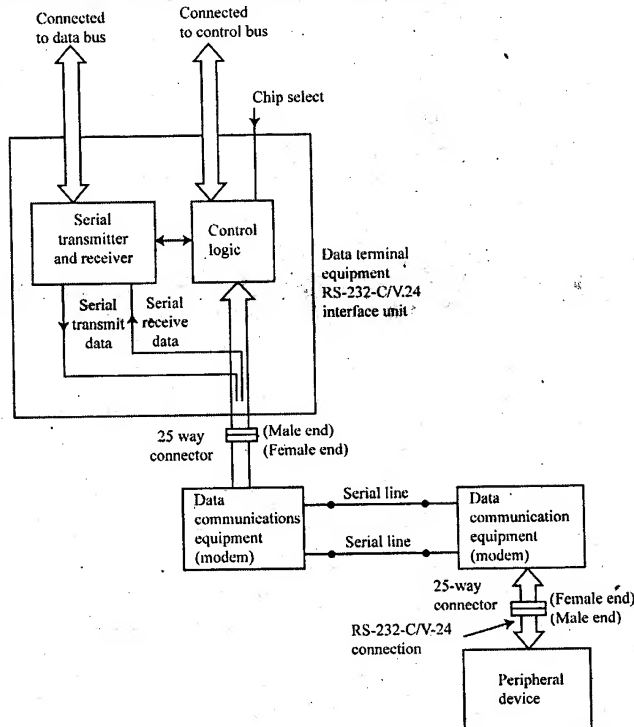 Connected
to data bus
Connected
to control bus
Chip select
Serial
transmitter
and receiver
Control
logic
Data terminal
equipment
RS-232-C/V.24
interface unit
Serial
transmit
data
Serial
receive
data
25 way
connector
(Male end)
(Female end)
Data
communications
equipment
(modem)
Serial line
Serial line
Data
communication
equipment
(modem)
25-way
connector
(Female end)
(Male end)
RS-232-C/V-24
connection
Peripheral
device